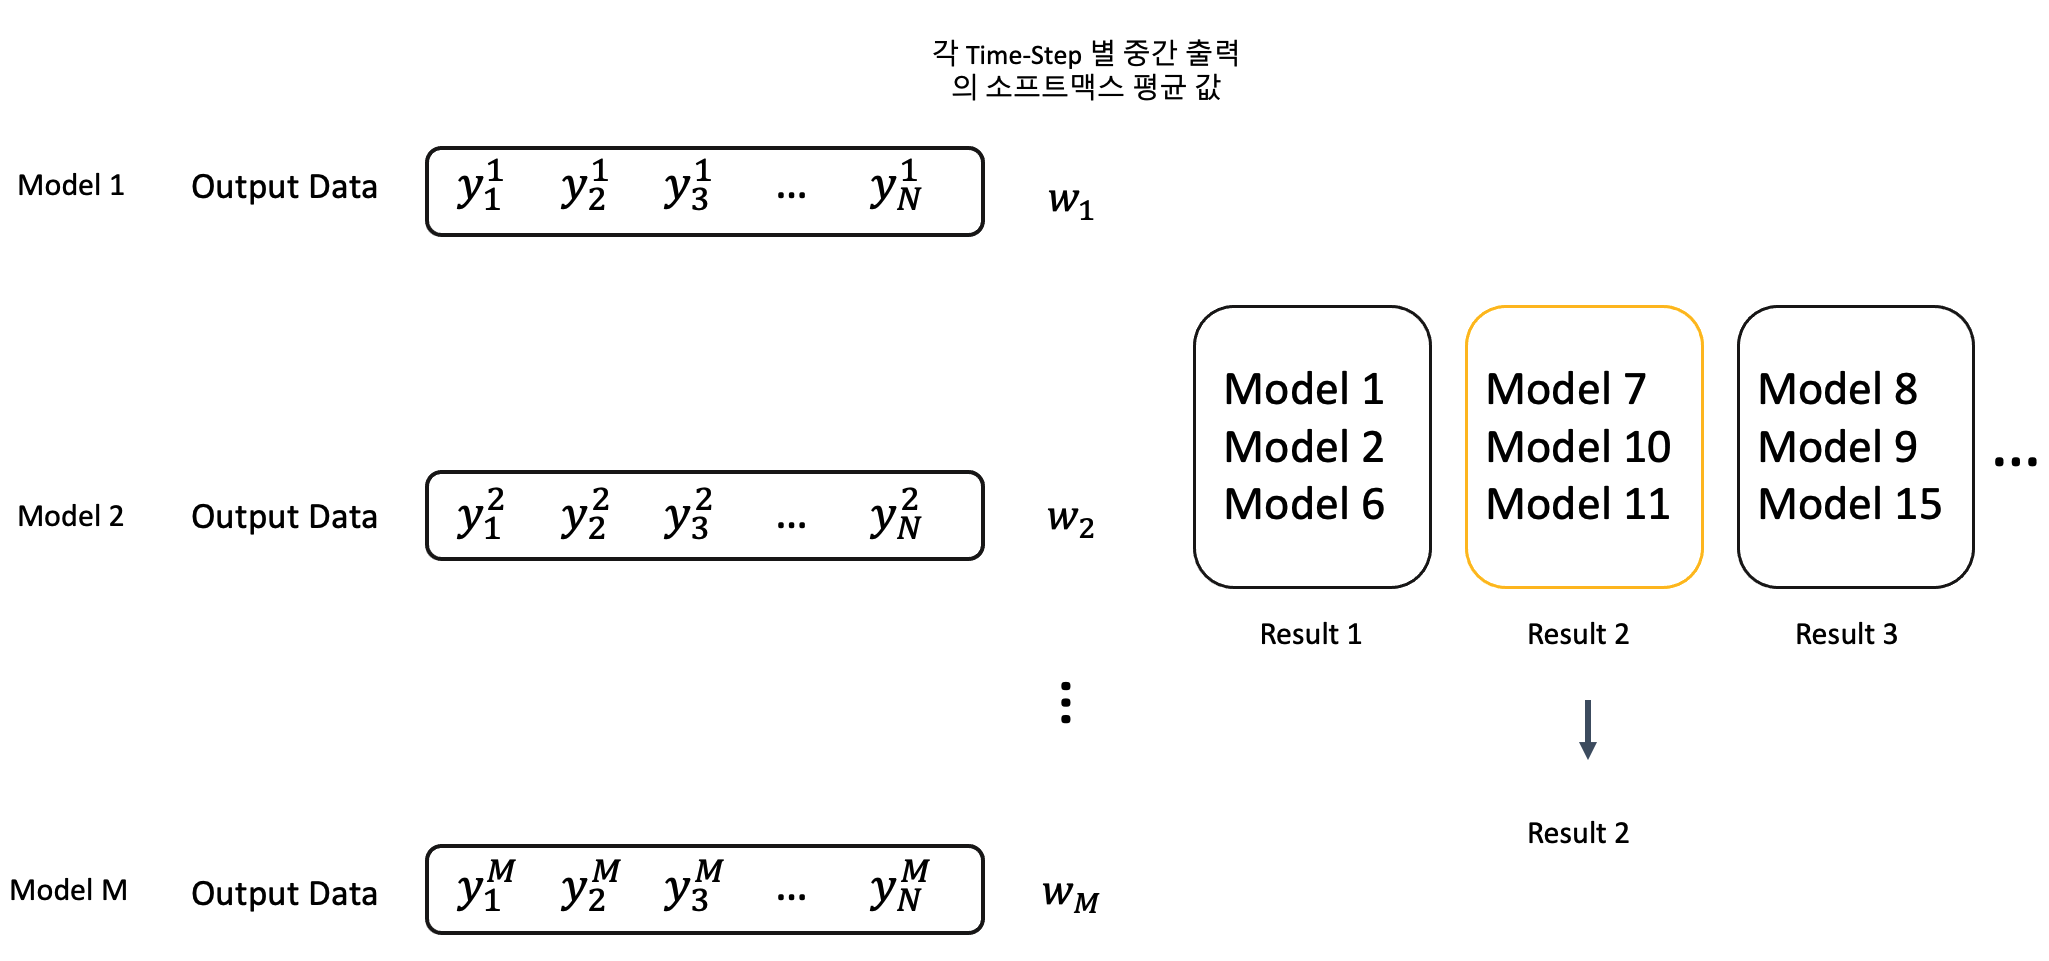 각 Time-Step 별 중간 출력
의 소프트맥스 평균 값
Model 1 Output Data y₁¹ y₂¹ y₃¹ ... y_N¹ w₁
Model 2 Output Data y₁² y₂² y₃² ... y_N² w₂
⋮
Model M Output Data y₁ᴹ y₂ᴹ y₃ᴹ ... y_Nᴹ w_M
Model 1
Model 2
Model 6
Result 1
Model 7
Model 10
Model 11
Result 2
Model 8
Model 9
Model 15
Result 3
...
Result 2